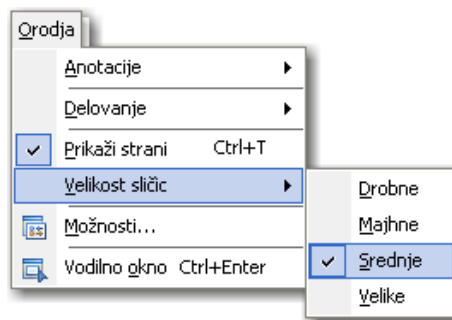 Orodja
Anotacije
Delovanje
Prikaži strani Ctrl+T
Velikost sličic
Možnosti...
Vodilno okno Ctrl+Enter
Drobne
Majhne
Srednje
Velike